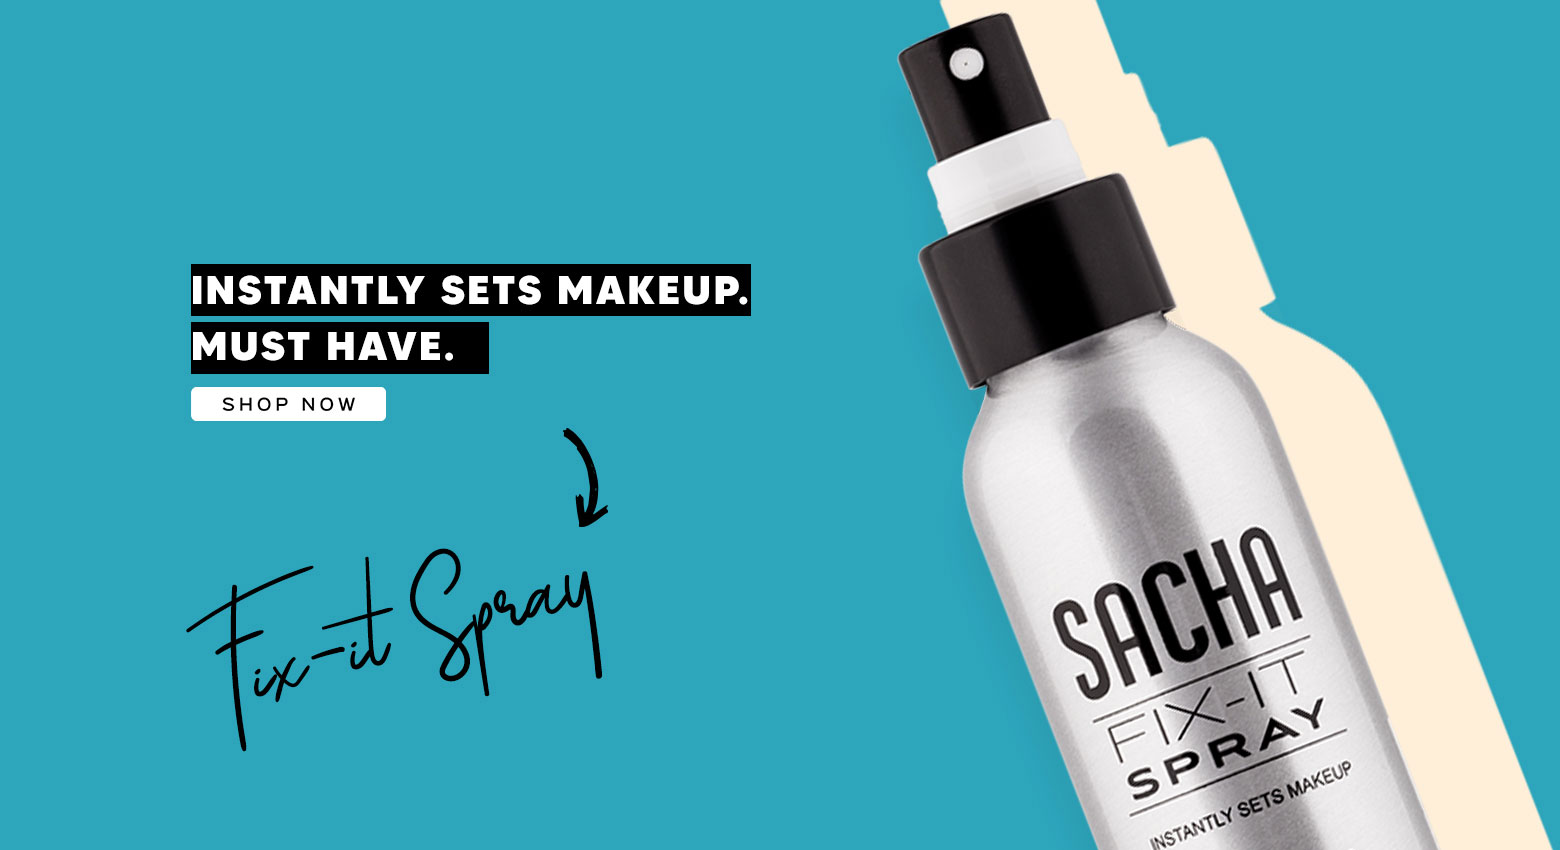 INSTANTLY SETS MAKEUP.
MUST HAVE.
SHOP NOW
Fix-it Spray
SACHA
FIX-IT
SPRAY
INSTANTLY SETS MAKEUP